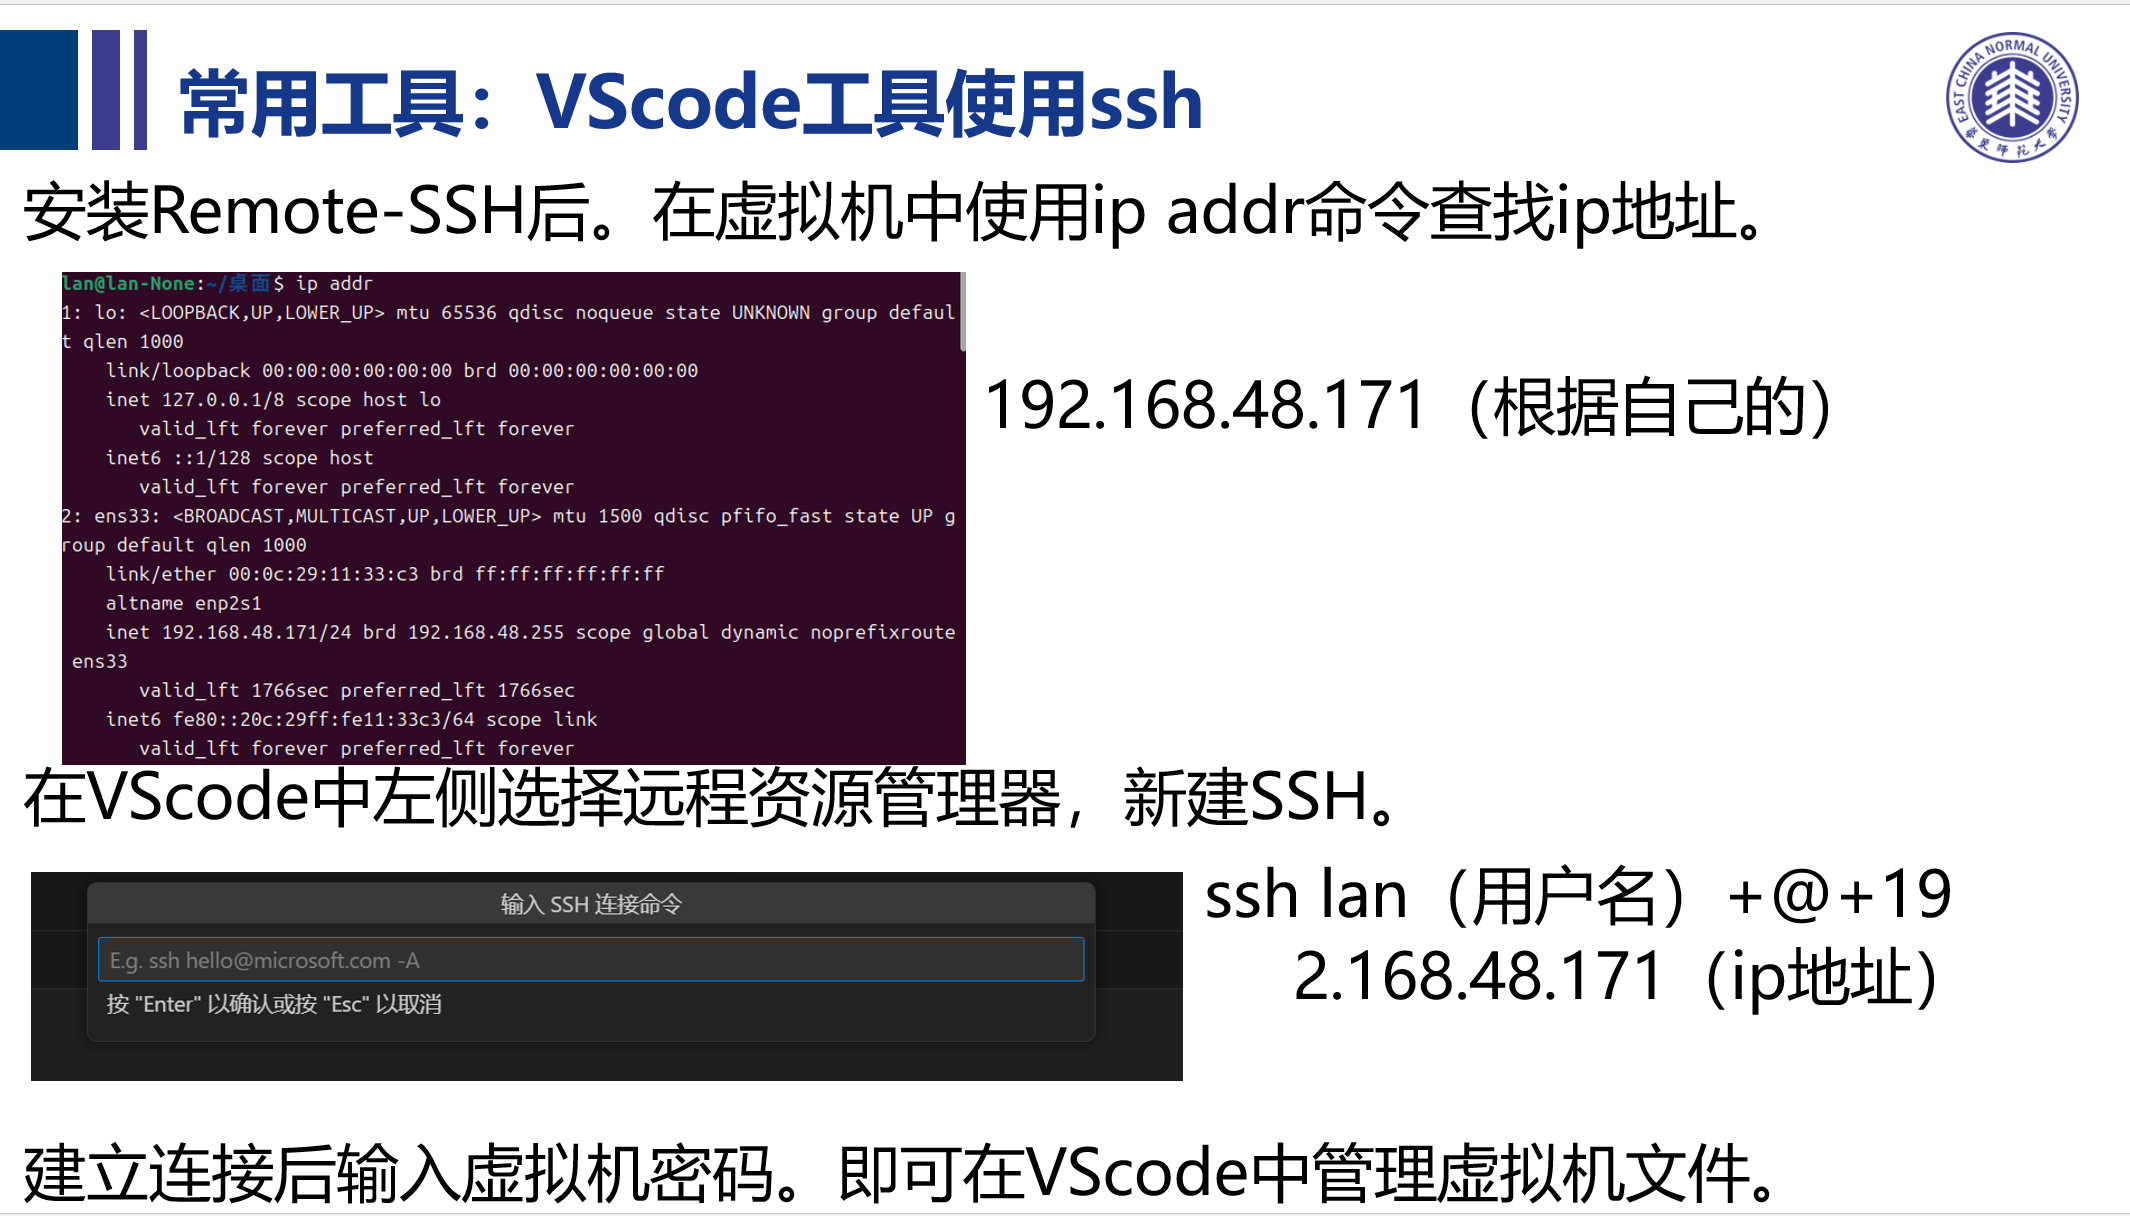 常用工具：VScode工具使用ssh
EAST CHINA NORMAL UNIVERSITY
华东师范大学
安装Remote-SSH后。在虚拟机中使用ip addr命令查找ip地址。
lan@lan-None:~/桌面$ ip addr
1: lo: <LOOPBACK,UP,LOWER_UP> mtu 65536 qdisc noqueue state UNKNOWN group defaul
t qlen 1000
link/loopback 00:00:00:00:00:00 brd 00:00:00:00:00:00
inet 127.0.0.1/8 scope host lo
valid_lft forever preferred_lft forever
inet6 ::1/128 scope host
valid_lft forever preferred_lft forever
2: ens33: <BROADCAST,MULTICAST,UP,LOWER_UP> mtu 1500 qdisc pfifo_fast state UP g
roup default qlen 1000
link/ether 00:0c:29:11:33:c3 brd ff:ff:ff:ff:ff:ff
altname enp2s1
inet 192.168.48.171/24 brd 192.168.48.255 scope global dynamic noprefixroute
ens33
valid_lft 1766sec preferred_lft 1766sec
inet6 fe80::20c:29ff:fe11:33c3/64 scope link
valid_lft forever preferred_lft forever
192.168.48.171（根据自己的）
在VScode中左侧选择远程资源管理器，新建SSH。
输入 SSH 连接命令
E.g. ssh hello@microsoft.com -A
按 "Enter" 以确认或按 "Esc" 以取消
ssh lan（用户名）+@+19
2.168.48.171（ip地址）
建立连接后输入虚拟机密码。即可在VScode中管理虚拟机文件。